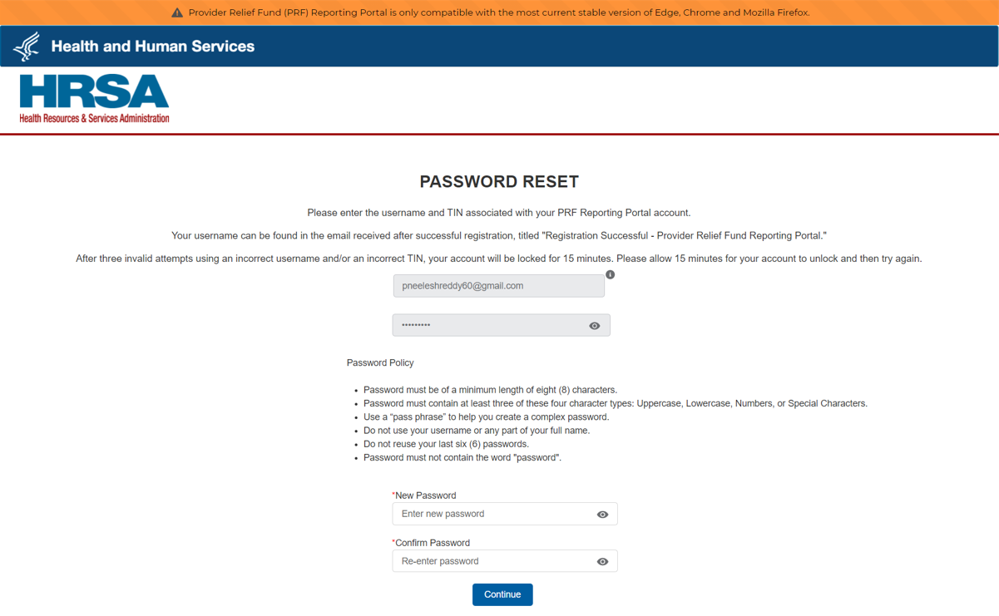 Provider Relief Fund (PRF) Reporting Portal is only compatible with the most current stable version of Edge, Chrome and Mozilla Firefox.
Health and Human Services
HRSA
Health Resources & Services Administration
PASSWORD RESET
Please enter the username and TIN associated with your PRF Reporting Portal account.
Your username can be found in the email received after successful registration, titled "Registration Successful - Provider Relief Fund Reporting Portal."
After three invalid attempts using an incorrect username and/or an incorrect TIN, your account will be locked for 15 minutes. Please allow 15 minutes for your account to unlock and then try again.
pneeleshreddy60@gmail.com
•••••••••
Password Policy
• Password must be of a minimum length of eight (8) characters.
• Password must contain at least three of these four character types: Uppercase, Lowercase, Numbers, or Special Characters.
• Use a “pass phrase” to help you create a complex password.
• Do not use your username or any part of your full name.
• Do not reuse your last six (6) passwords.
• Password must not contain the word "password".
*New Password
Enter new password
*Confirm Password
Re-enter password
Continue